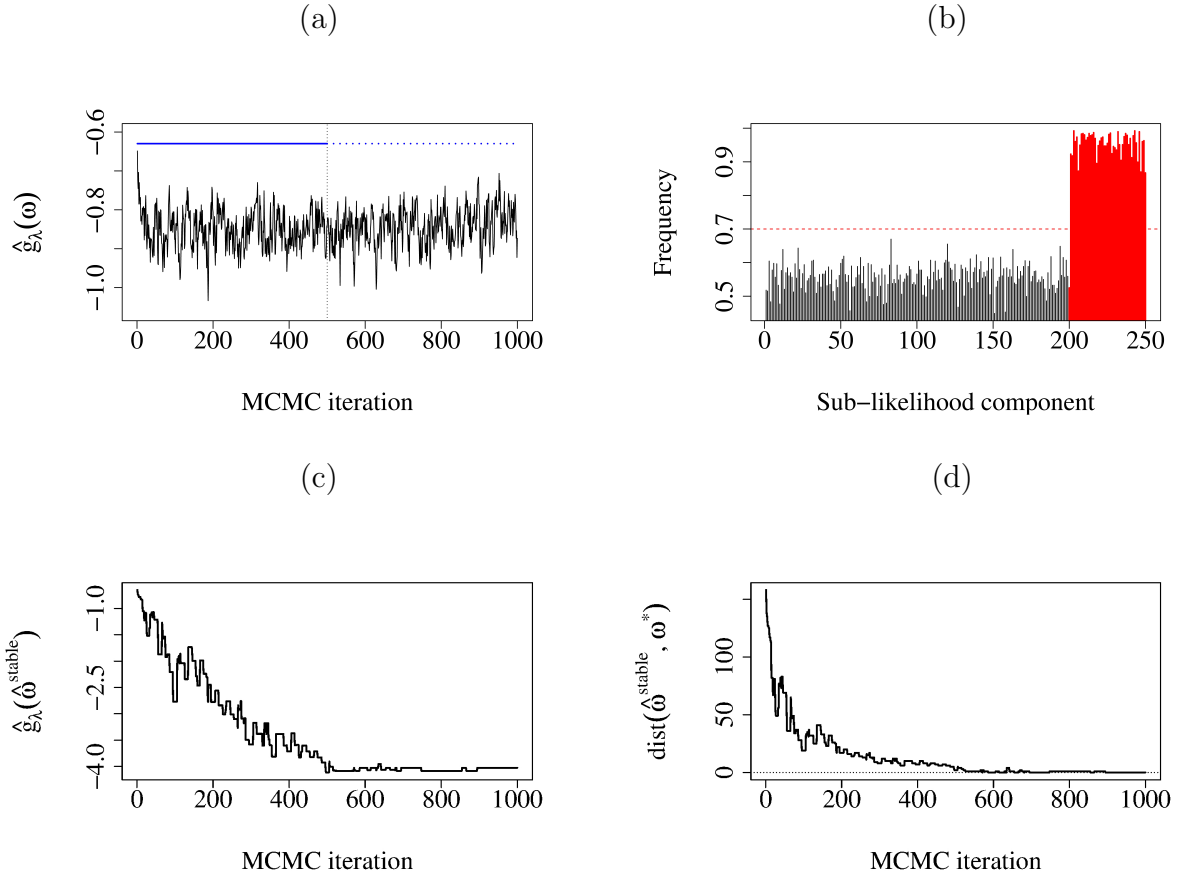 (a)
−0.6
−0.8
−1.0
ĝλ(ω)
0 200 400 600 800 1000
MCMC iteration
(b)
0.9
0.7
0.5
Frequency
0 50 100 150 200 250
Sub−likelihood component
(c)
−1.0
−2.5
−4.0
ĝλ(ω̂stable)
0 200 400 600 800 1000
MCMC iteration
(d)
100
50
0
dist(ω̂stable, ω*)
0 200 400 600 800 1000
MCMC iteration